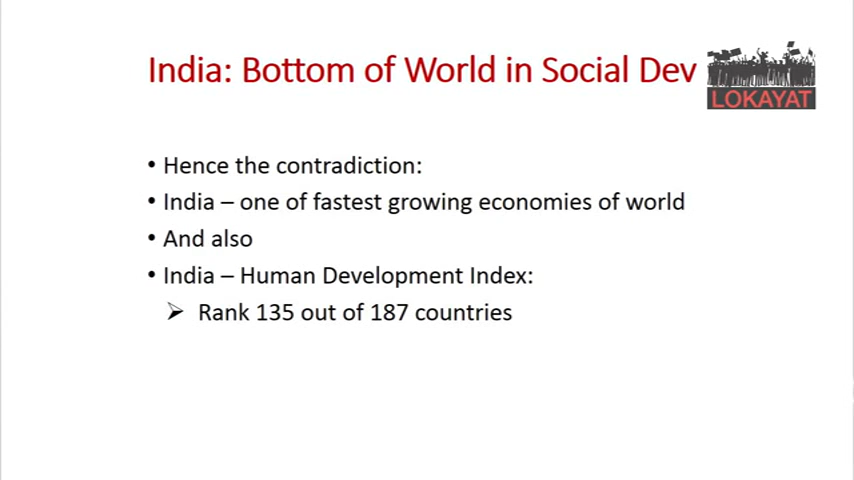 India: Bottom of World in Social Dev
LOKAYAT
• Hence the contradiction:
• India – one of fastest growing economies of world
• And also
• India – Human Development Index:
➢ Rank 135 out of 187 countries